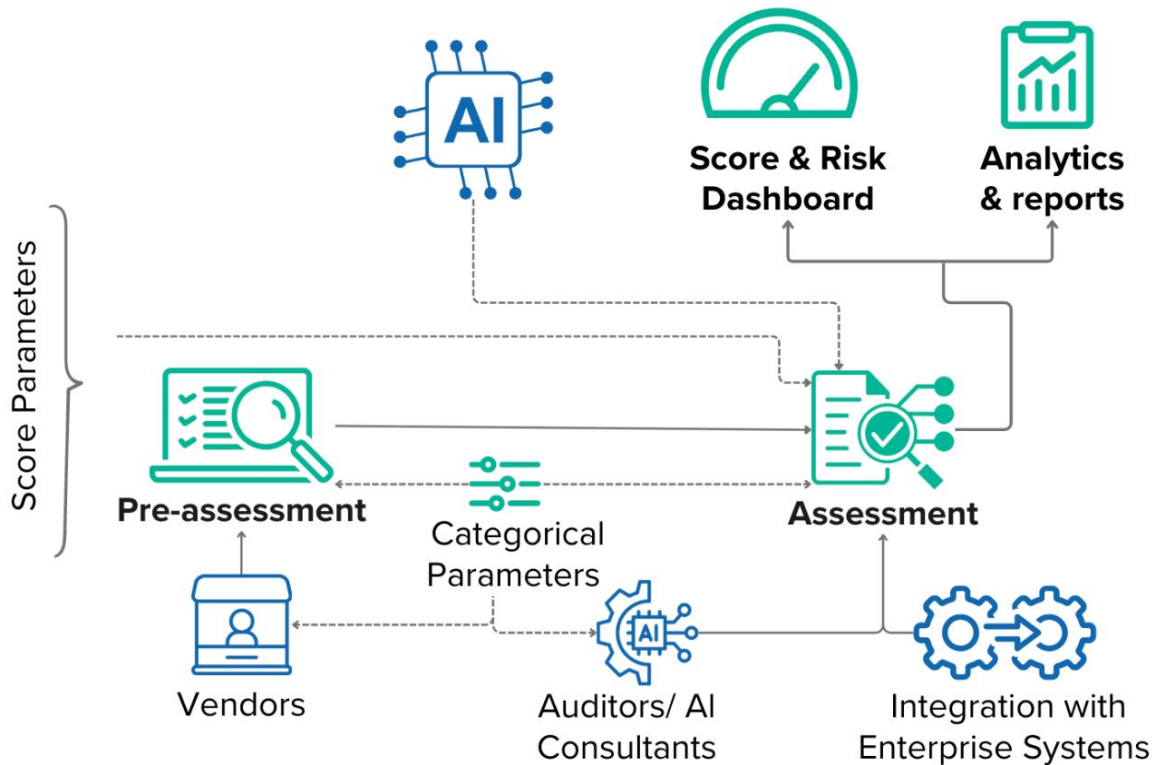 AI
Score & Risk
Dashboard
Analytics
& reports
Score Parameters
Pre-assessment
Categorical
Parameters
Assessment
AI
Vendors
Auditors/ AI
Consultants
Integration with
Enterprise Systems